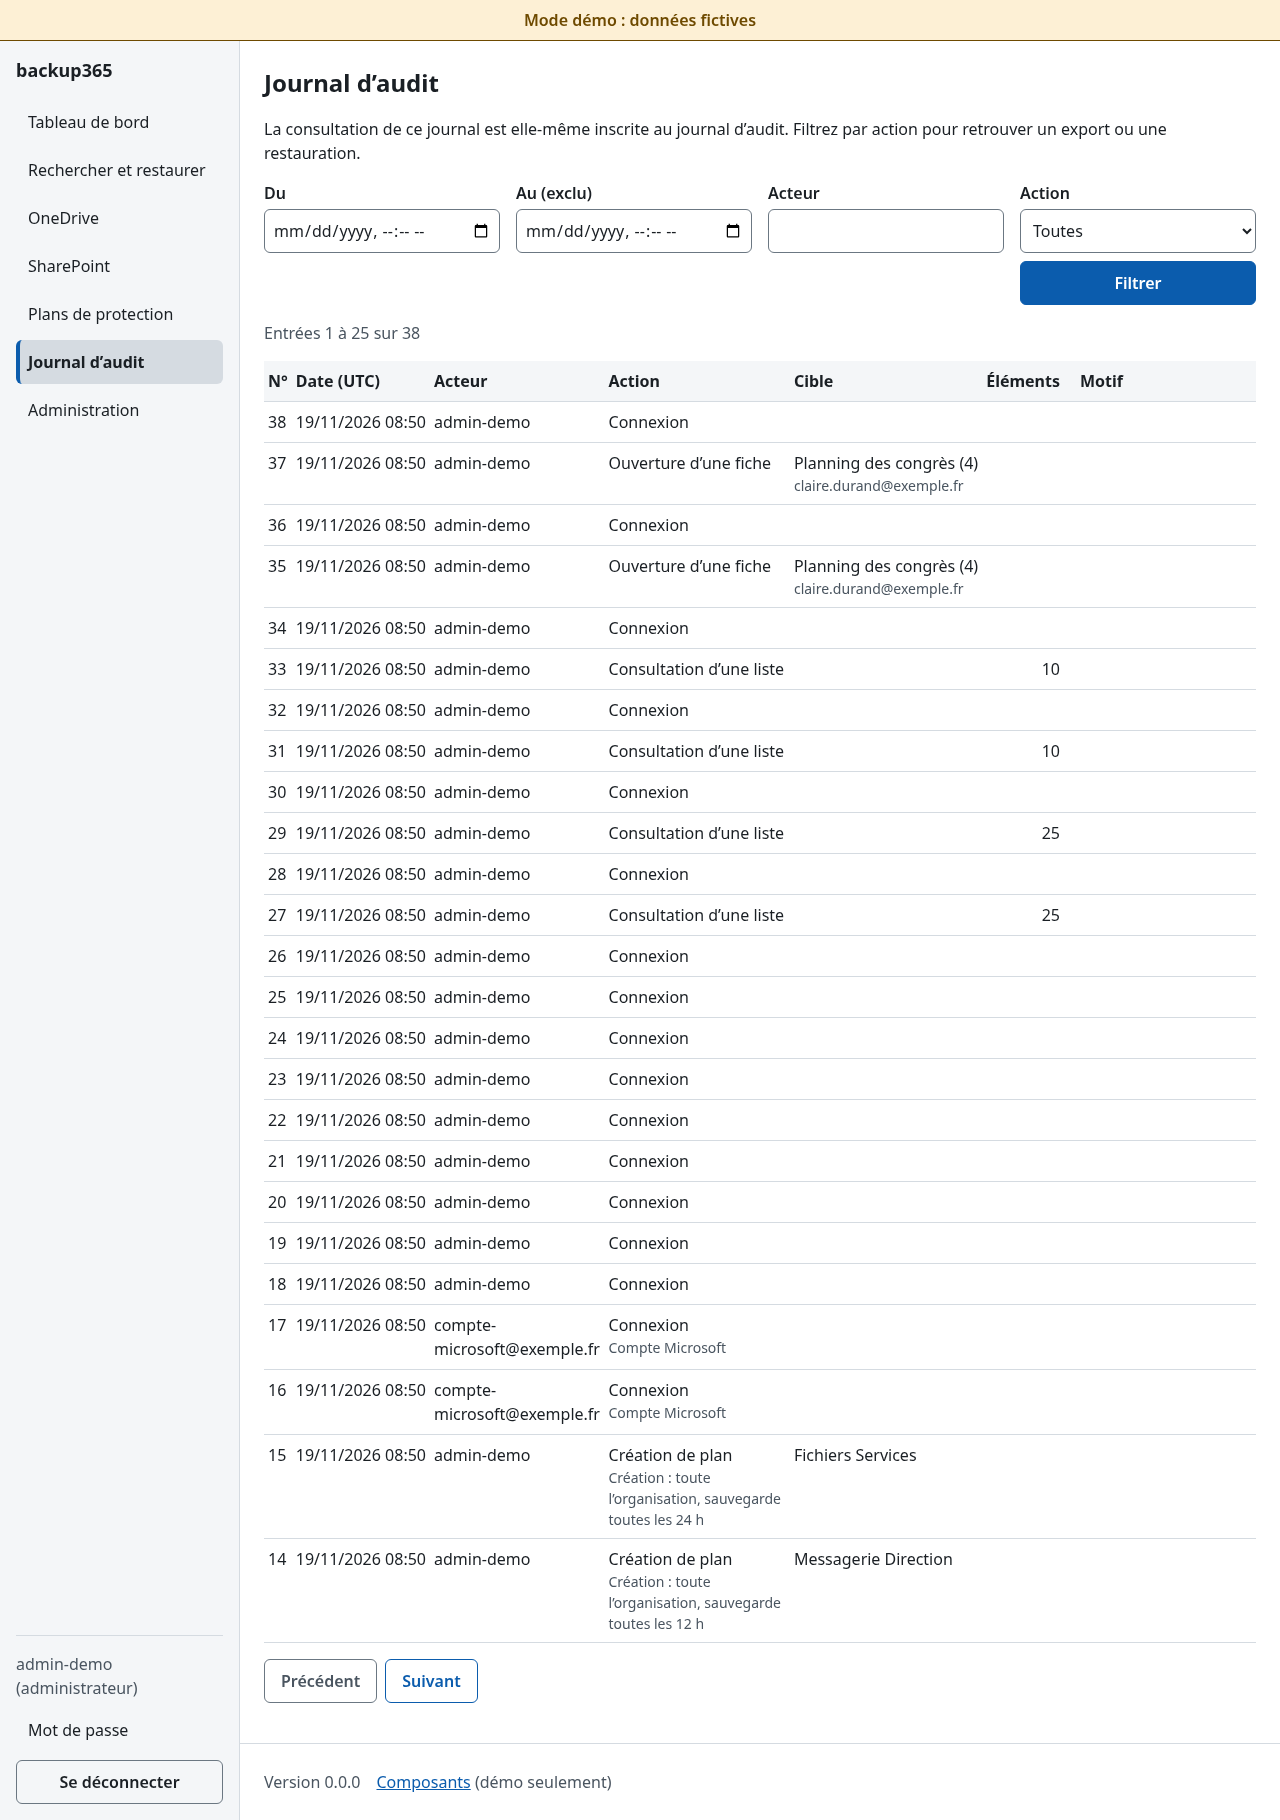 Mode démo : données fictives
backup365
Tableau de bord
Rechercher et restaurer
OneDrive
SharePoint
Plans de protection
Journal d’audit
Administration
admin-demo
(administrateur)
Mot de passe
Se déconnecter
Journal d’audit
La consultation de ce journal est elle-même inscrite au journal d’audit. Filtrez par action pour retrouver un export ou une
restauration.
Du Au (exclu) Acteur Action
mm/dd/yyyy, --:-- -- mm/dd/yyyy, --:-- -- Toutes
Filtrer
Entrées 1 à 25 sur 38
N° Date (UTC) Acteur Action Cible Éléments Motif
38 19/11/2026 08:50 admin-demo Connexion
37 19/11/2026 08:50 admin-demo Ouverture d’une fiche Planning des congrès (4)
claire.durand@exemple.fr
36 19/11/2026 08:50 admin-demo Connexion
35 19/11/2026 08:50 admin-demo Ouverture d’une fiche Planning des congrès (4)
claire.durand@exemple.fr
34 19/11/2026 08:50 admin-demo Connexion
33 19/11/2026 08:50 admin-demo Consultation d’une liste 10
32 19/11/2026 08:50 admin-demo Connexion
31 19/11/2026 08:50 admin-demo Consultation d’une liste 10
30 19/11/2026 08:50 admin-demo Connexion
29 19/11/2026 08:50 admin-demo Consultation d’une liste 25
28 19/11/2026 08:50 admin-demo Connexion
27 19/11/2026 08:50 admin-demo Consultation d’une liste 25
26 19/11/2026 08:50 admin-demo Connexion
25 19/11/2026 08:50 admin-demo Connexion
24 19/11/2026 08:50 admin-demo Connexion
23 19/11/2026 08:50 admin-demo Connexion
22 19/11/2026 08:50 admin-demo Connexion
21 19/11/2026 08:50 admin-demo Connexion
20 19/11/2026 08:50 admin-demo Connexion
19 19/11/2026 08:50 admin-demo Connexion
18 19/11/2026 08:50 admin-demo Connexion
17 19/11/2026 08:50 compte- Connexion
microsoft@exemple.fr Compte Microsoft
16 19/11/2026 08:50 compte- Connexion
microsoft@exemple.fr Compte Microsoft
15 19/11/2026 08:50 admin-demo Création de plan Fichiers Services
Création : toute
l’organisation, sauvegarde
toutes les 24 h
14 19/11/2026 08:50 admin-demo Création de plan Messagerie Direction
Création : toute
l’organisation, sauvegarde
toutes les 12 h
Précédent Suivant
Version 0.0.0 Composants (démo seulement)